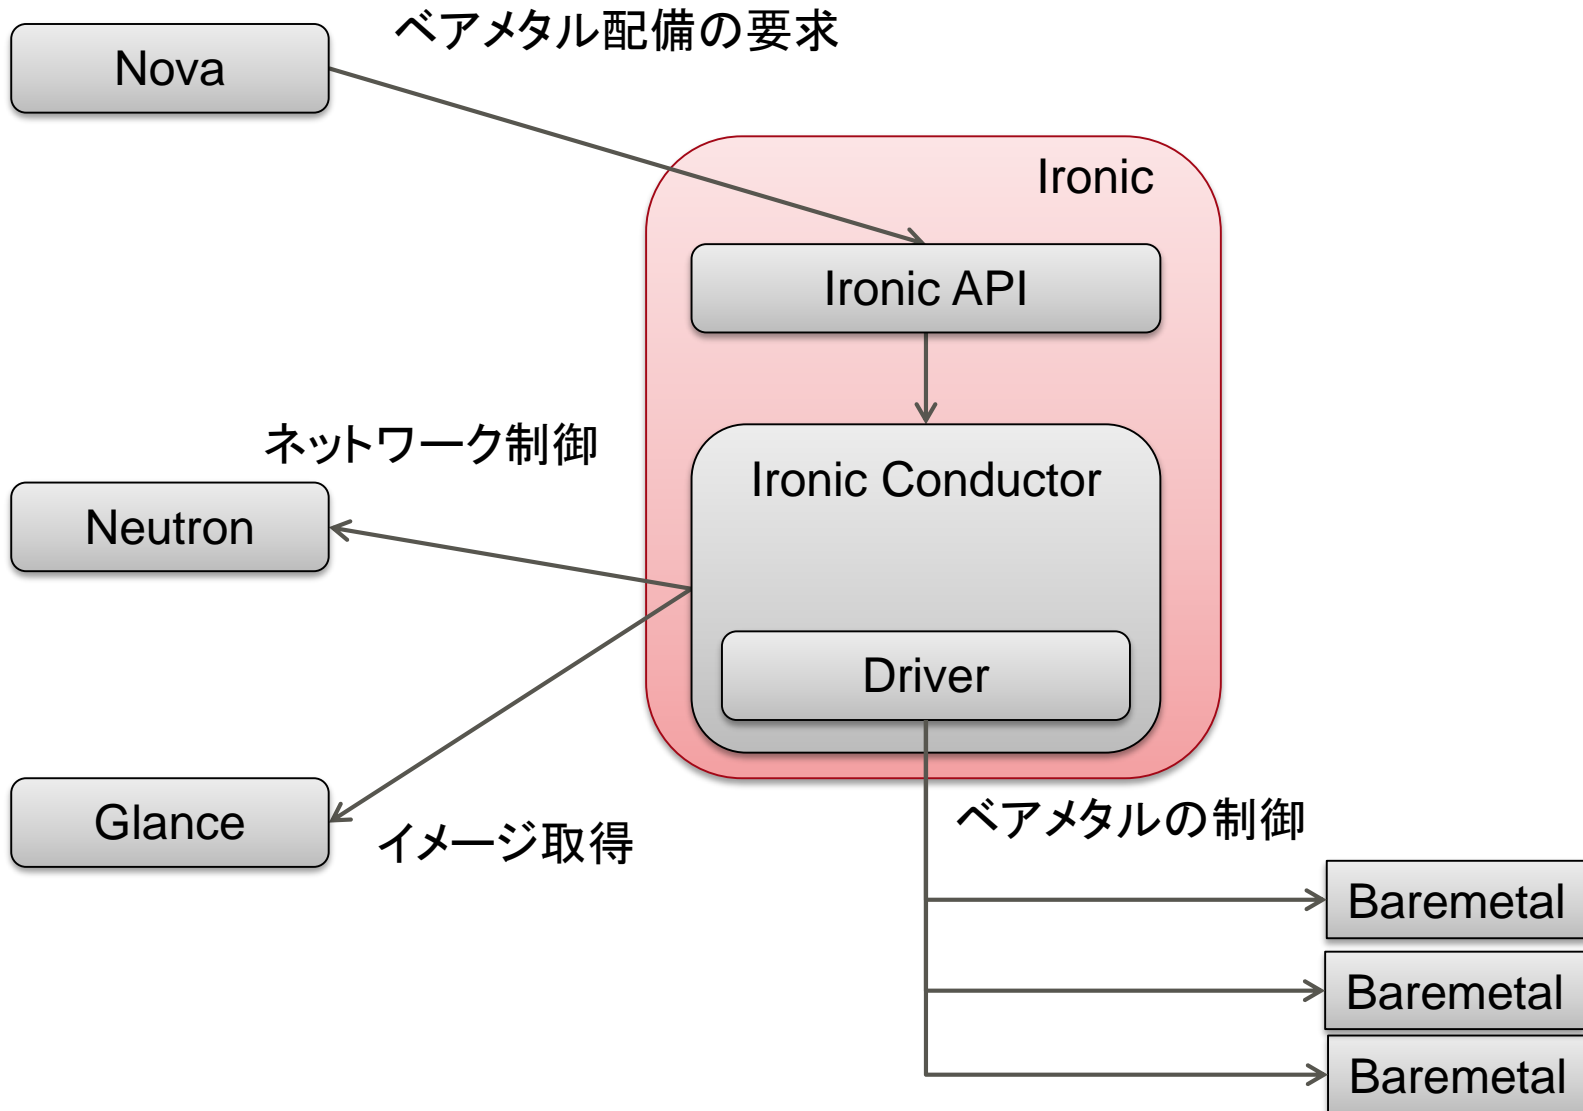 ベアメタル配備の要求
Nova
Ironic
Ironic API
ネットワーク制御
Ironic Conductor
Neutron
Driver
Glance
イメージ取得
ベアメタルの制御
Baremetal
Baremetal
Baremetal